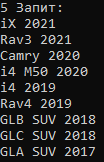 5 Запит:
iX 2021
Rav3 2021
Camry 2020
i4 M50 2020
i4 2019
Rav4 2019
GLB SUV 2018
GLC SUV 2018
GLA SUV 2017